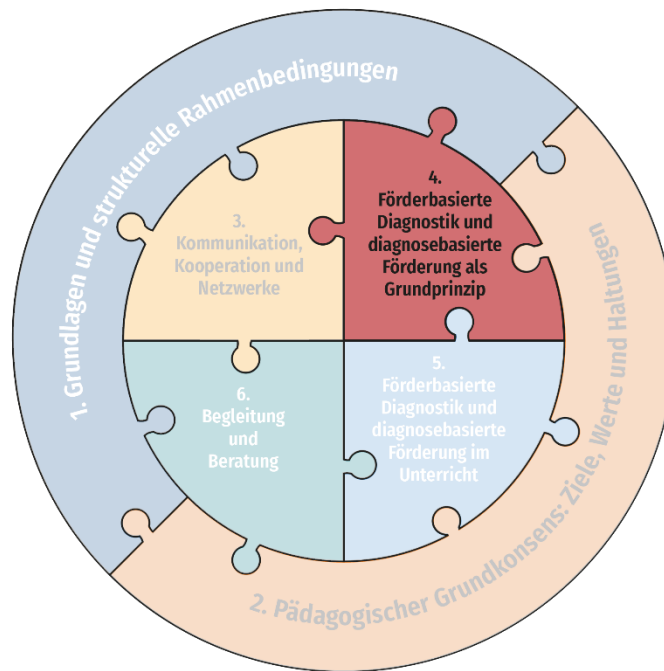 1. Grundlagen und strukturelle Rahmenbedingungen
3.
Kommunikation,
Kooperation und
Netzwerke
4.
Förderbasierte
Diagnostik und
diagnosebasierte
Förderung als
Grundprinzip
6.
Begleitung
und
Beratung
5.
Förderbasierte
Diagnostik und
diagnosebasierte
Förderung im
Unterricht
2. Pädagogischer Grundkonsens: Ziele, Werte und Haltungen